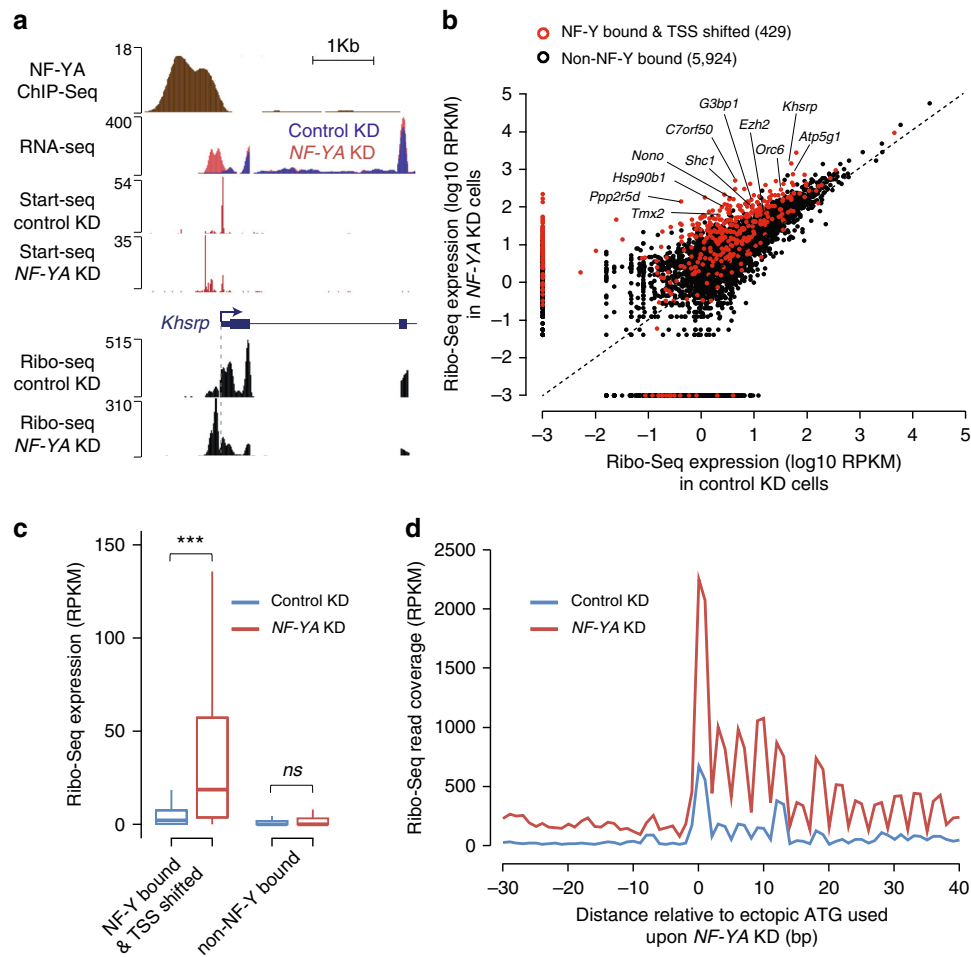 a
1Kb
NF-YA
ChIP-Seq
18
RNA-seq
400
Control KD
NF-YA KD
Start-seq
control KD
54
Start-seq
NF-YA KD
35
Khsrp
Ribo-seq
control KD
515
Ribo-seq
NF-YA KD
310
b
NF-Y bound & TSS shifted (429)
Non-NF-Y bound (5,924)
Ribo-Seq expression (log10 RPKM)
in NF-YA KD cells
5
4
3
2
1
0
−1
−2
−3
G3bp1
Khsrp
C7orf50
Ezh2
Atp5g1
Nono
Shc1
Orc6
Hsp90b1
Ppp2r5d
Tmx2
−3 −2 −1 0 1 2 3 4 5
Ribo-Seq expression (log10 RPKM)
in control KD cells
c
Ribo-Seq expression (RPKM)
150
100
50
0
***
ns
Control KD
NF-YA KD
NF-Y bound
& TSS shifted
non-NF-Y bound
d
Ribo-Seq read coverage (RPKM)
2500
2000
1500
1000
500
0
Control KD
NF-YA KD
−30 −20 −10 0 10 20 30 40
Distance relative to ectopic ATG used
upon NF-YA KD (bp)